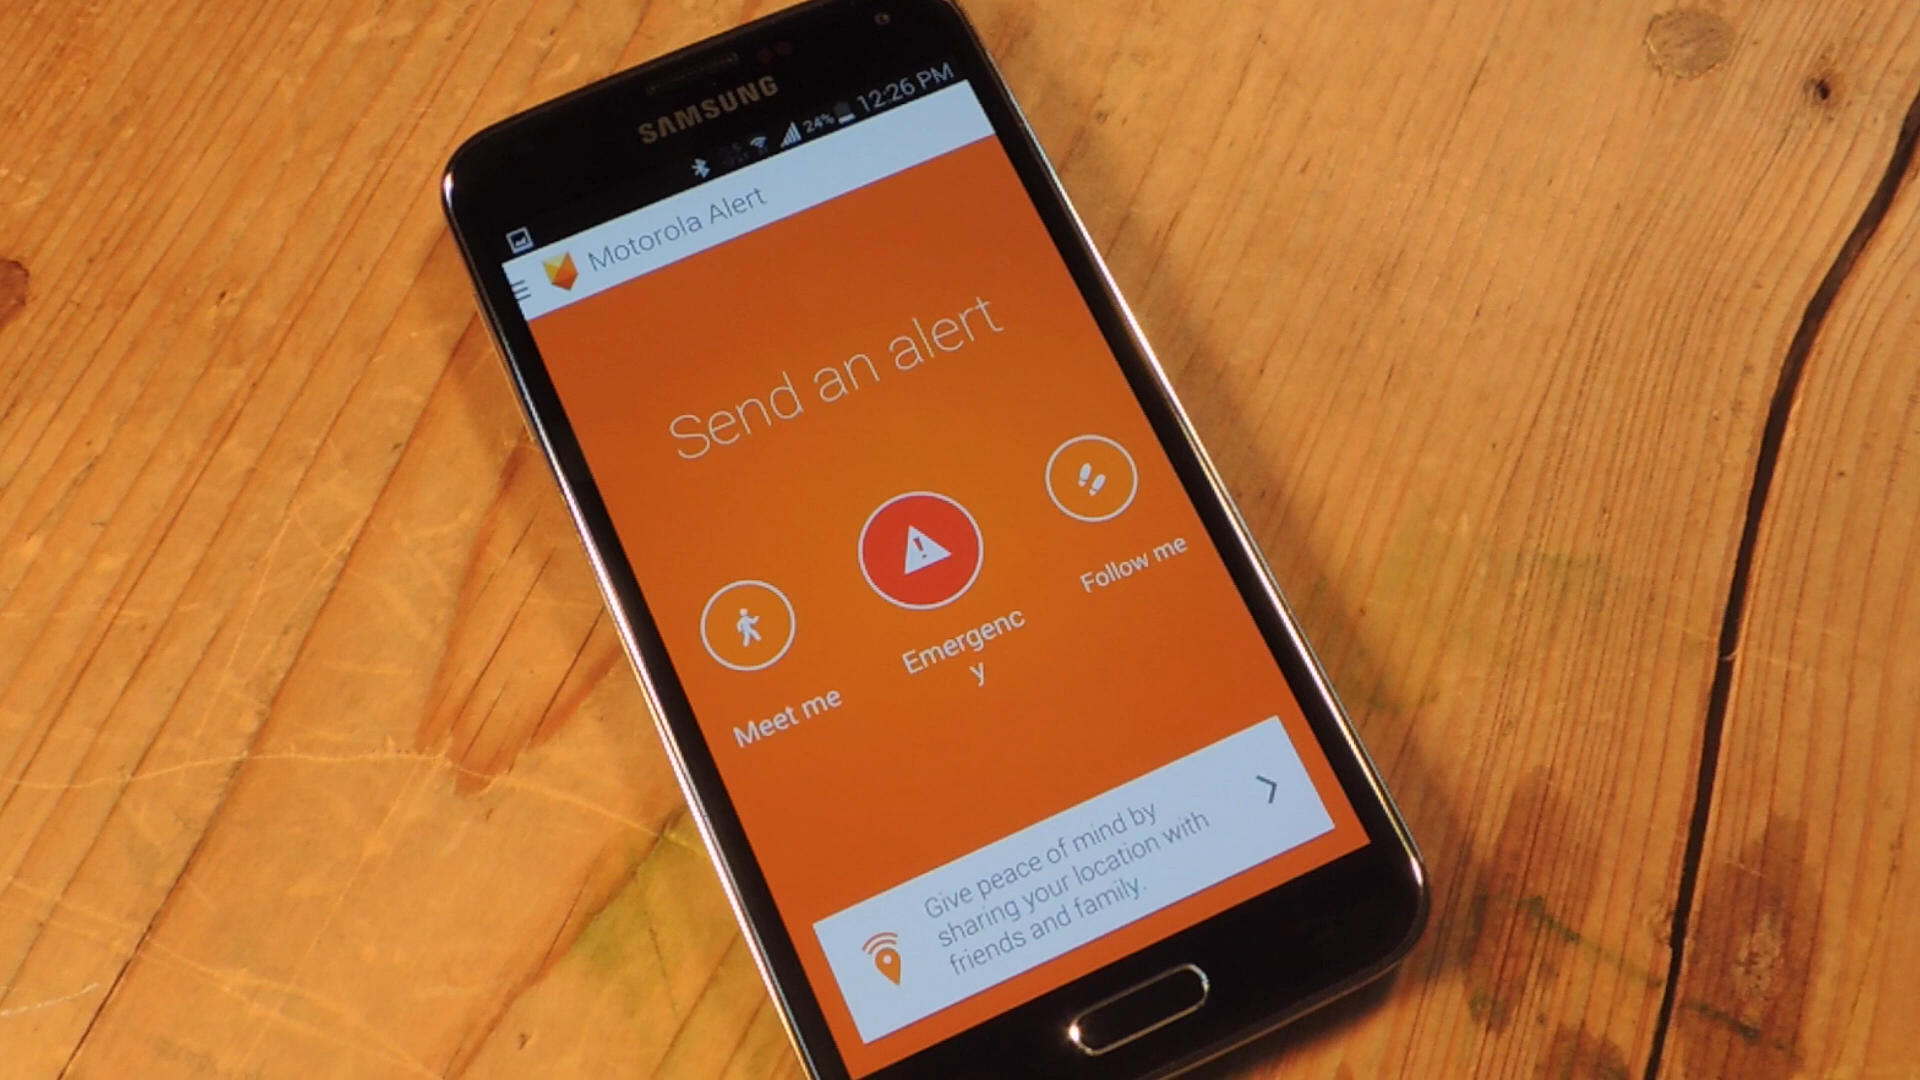 SAMSUNG
24% 12:26 PM
Motorola Alert
Send an alert
Meet me
Emergenc
y
Follow me
Give peace of mind by
sharing your location with
friends and family.